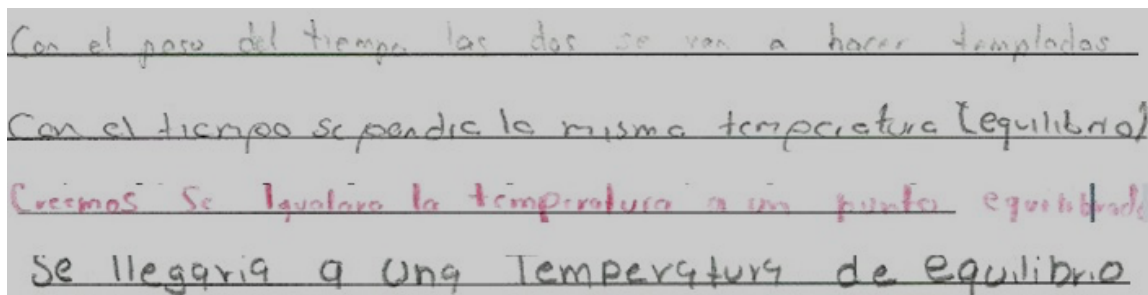 Con el paso del tiempo las dos se van a hacer templadas
Con el tiempo se pondria la misma temperatura (equilibrio)
Creemos se Igualara la temperatura a un punto equilibrado
Se llegaria a una Temperatura de equilibrio